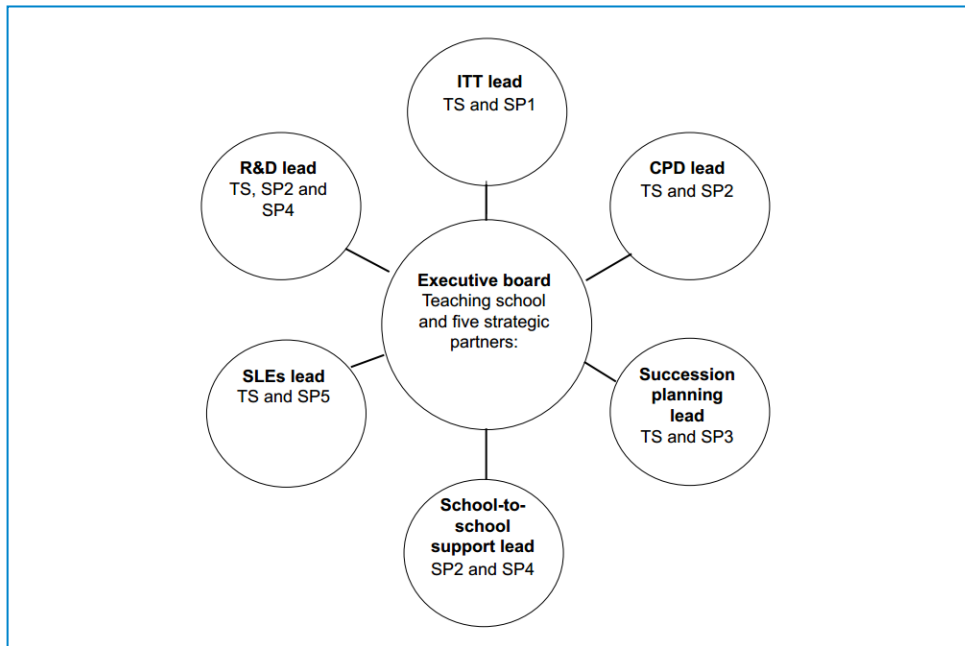 ITT lead
TS and SP1
R&D lead
TS, SP2 and
SP4
CPD lead
TS and SP2
Executive board
Teaching school
and five strategic
partners:
SLEs lead
TS and SP5
Succession
planning
lead
TS and SP3
School-to-
school
support lead
SP2 and SP4